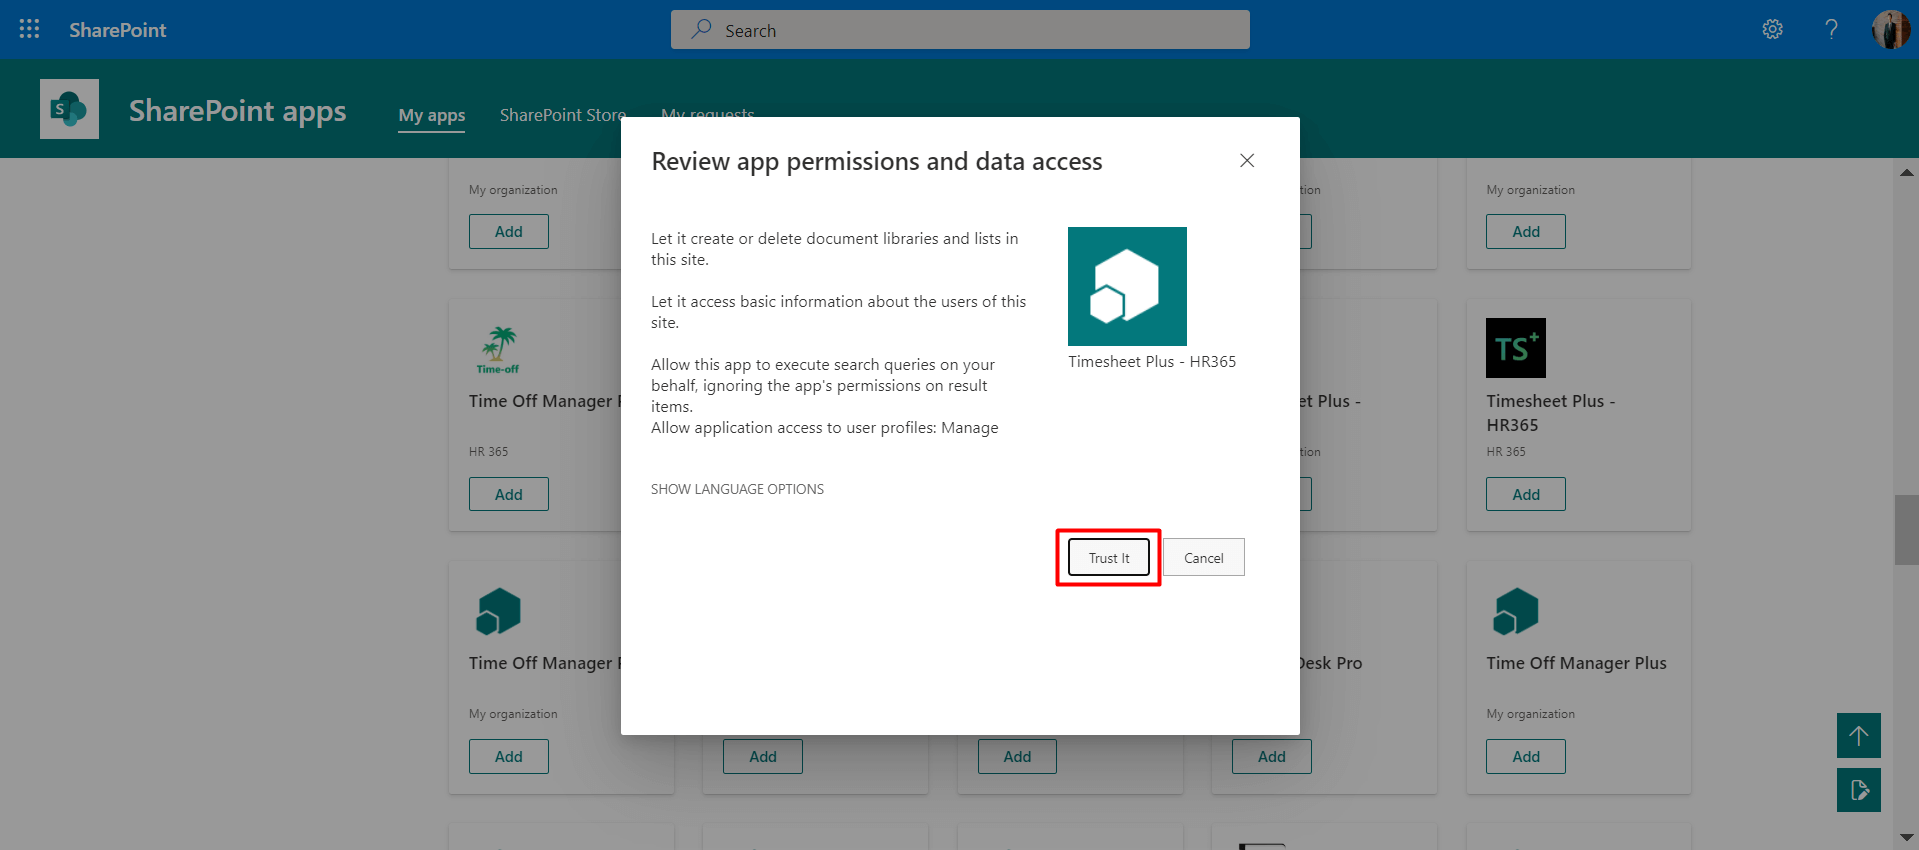 SharePoint
Search
?
S
SharePoint apps
My apps
SharePoint Store
My requests
Review app permissions and data access
Let it create or delete document libraries and lists in
this site.
Let it access basic information about the users of this
site.
Allow this app to execute search queries on your
behalf, ignoring the app's permissions on result
items.
Allow application access to user profiles: Manage
Timesheet Plus - HR365
SHOW LANGUAGE OPTIONS
Trust It
Cancel
My organization
My organization
Add
Add
Time-off
TS+
Time Off Manager
et Plus -
Timesheet Plus -
HR365
HR 365
HR 365
Add
Add
Time Off Manager
Desk Pro
Time Off Manager Plus
My organization
My organization
Add
Add
Add
Add
Add